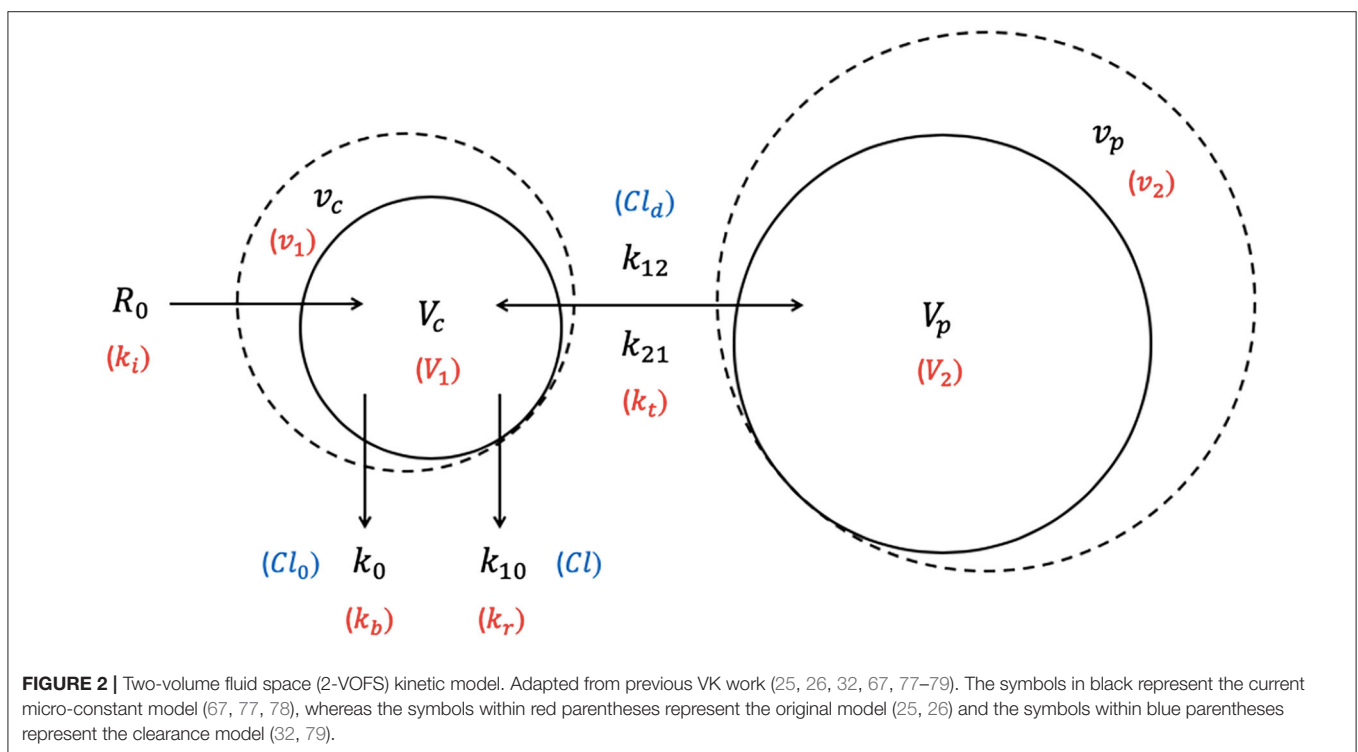 v_p
(v_2)
v_c
(v_1)
(Cl_d)
k_12
R_0
(k_i)
V_c
(V_1)
k_21
(k_t)
V_p
(V_2)
(Cl_0) k_0 k_10 (Cl)
(k_b) (k_r)
FIGURE 2 | Two-volume fluid space (2-VOFS) kinetic model. Adapted from previous VK work (25, 26, 32, 67, 77–79). The symbols in black represent the current
micro-constant model (67, 77, 78), whereas the symbols within red parentheses represent the original model (25, 26) and the symbols within blue parentheses
represent the clearance model (32, 79).